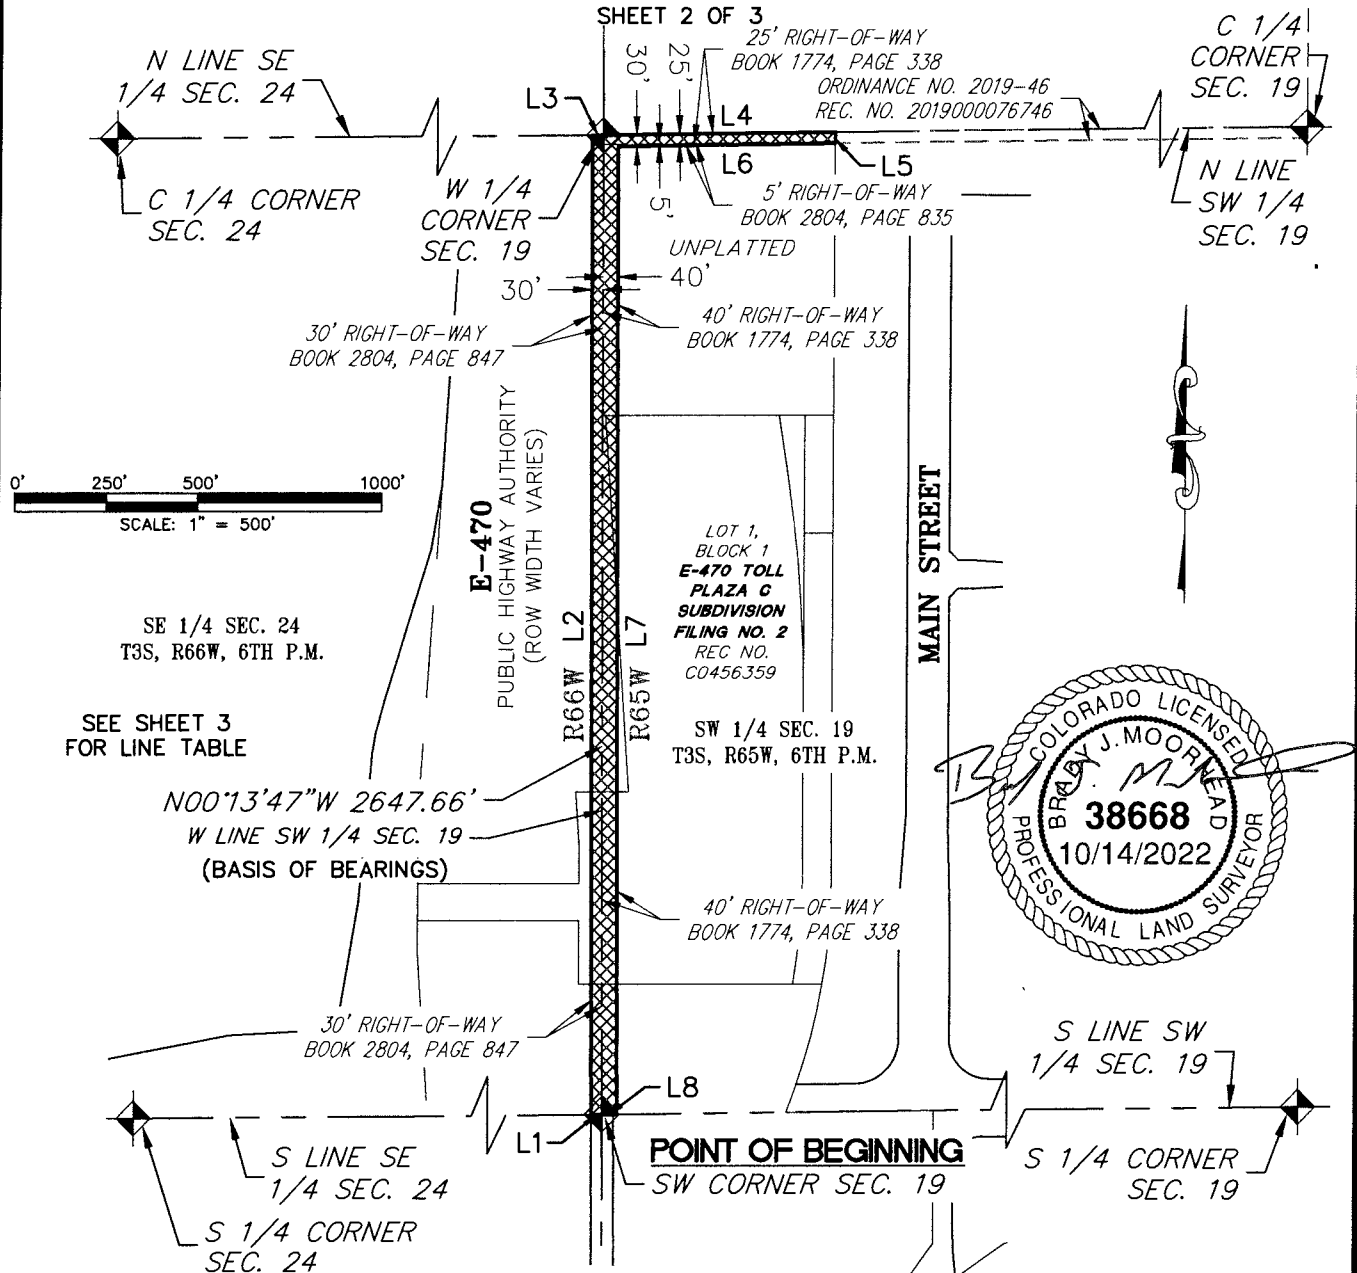 SHEET 2 OF 3
N LINE SE
1/4 SEC. 24
C 1/4 CORNER
SEC. 24
L3
30'
25'
25' RIGHT-OF-WAY
BOOK 1774, PAGE 338
ORDINANCE NO. 2019-46
REC. NO. 2019000076746
C 1/4
CORNER
SEC. 19
L4
L6
L5
5'
W 1/4
CORNER
SEC. 19
5' RIGHT-OF-WAY
BOOK 2804, PAGE 835
N LINE
SW 1/4
SEC. 19
UNPLATTED
30'
40'
30' RIGHT-OF-WAY
BOOK 2804, PAGE 847
40' RIGHT-OF-WAY
BOOK 1774, PAGE 338
0' 250' 500' 1000'
SCALE: 1" = 500'
E-470
PUBLIC HIGHWAY AUTHORITY
(ROW WIDTH VARIES)
SE 1/4 SEC. 24
T3S, R66W, 6TH P.M.
R66W L2
R65W L7
LOT 1,
BLOCK 1
E-470 TOLL
PLAZA C
SUBDIVISION
FILING NO. 2
REC NO.
C0456359
MAIN STREET
SW 1/4 SEC. 19
T3S, R65W, 6TH P.M.
SEE SHEET 3
FOR LINE TABLE
N00°13'47"W 2647.66'
W LINE SW 1/4 SEC. 19
(BASIS OF BEARINGS)
COLORADO LICENSED
BRADY J. MOORHEAD
38668
10/14/2022
PROFESSIONAL LAND SURVEYOR
40' RIGHT-OF-WAY
BOOK 1774, PAGE 338
30' RIGHT-OF-WAY
BOOK 2804, PAGE 847
S LINE SW
1/4 SEC. 19
L8
L1
POINT OF BEGINNING
SW CORNER SEC. 19
S LINE SE
1/4 SEC. 24
S 1/4 CORNER
SEC. 24
S 1/4 CORNER
SEC. 19